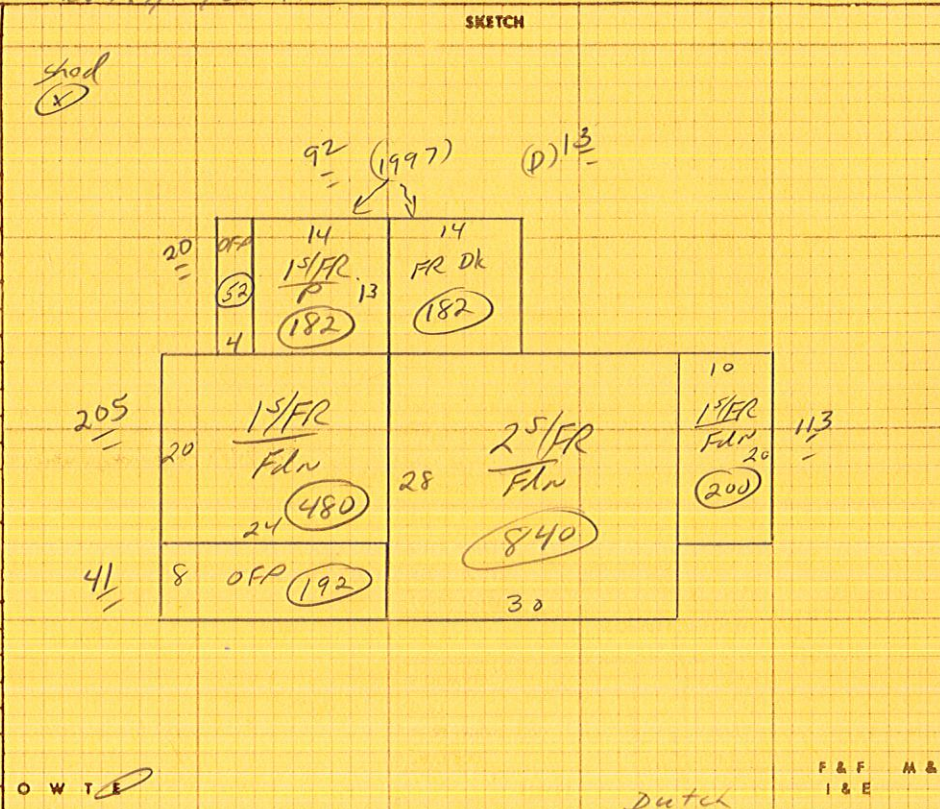 SKETCH
shed
X
92 (1997) (D) 13
20 OFP 14 14
1S/FR FR Dk
52 P 13
182 182
4
10
205 1S/FR 2S/FR 1S/FR 113
20 Fdn 28 Fdn Fdn 20
480 200
24 840
41 8 OFP 192
30
O W T E
F & F M &
I & E
Dutch